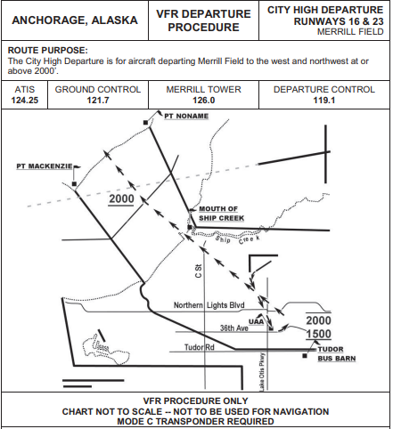 ANCHORAGE, ALASKA
VFR DEPARTURE
PROCEDURE
CITY HIGH DEPARTURE
RUNWAYS 16 & 23
MERRILL FIELD
ROUTE PURPOSE:
The City High Departure is for aircraft departing Merrill Field to the west and northwest at or
above 2000'.
ATIS
124.25
GROUND CONTROL
121.7
MERRILL TOWER
126.0
DEPARTURE CONTROL
119.1
PT NONAME
PT MACKENZIE
2000
MOUTH OF
SHIP CREEK
Ship Creek
C St
Northern Lights Blvd
UAA
2000
1500
36th Ave
Tudor Rd
TUDOR
BUS BARN
Lake Otis Pkwy
VFR PROCEDURE ONLY
CHART NOT TO SCALE -- NOT TO BE USED FOR NAVIGATION
MODE C TRANSPONDER REQUIRED